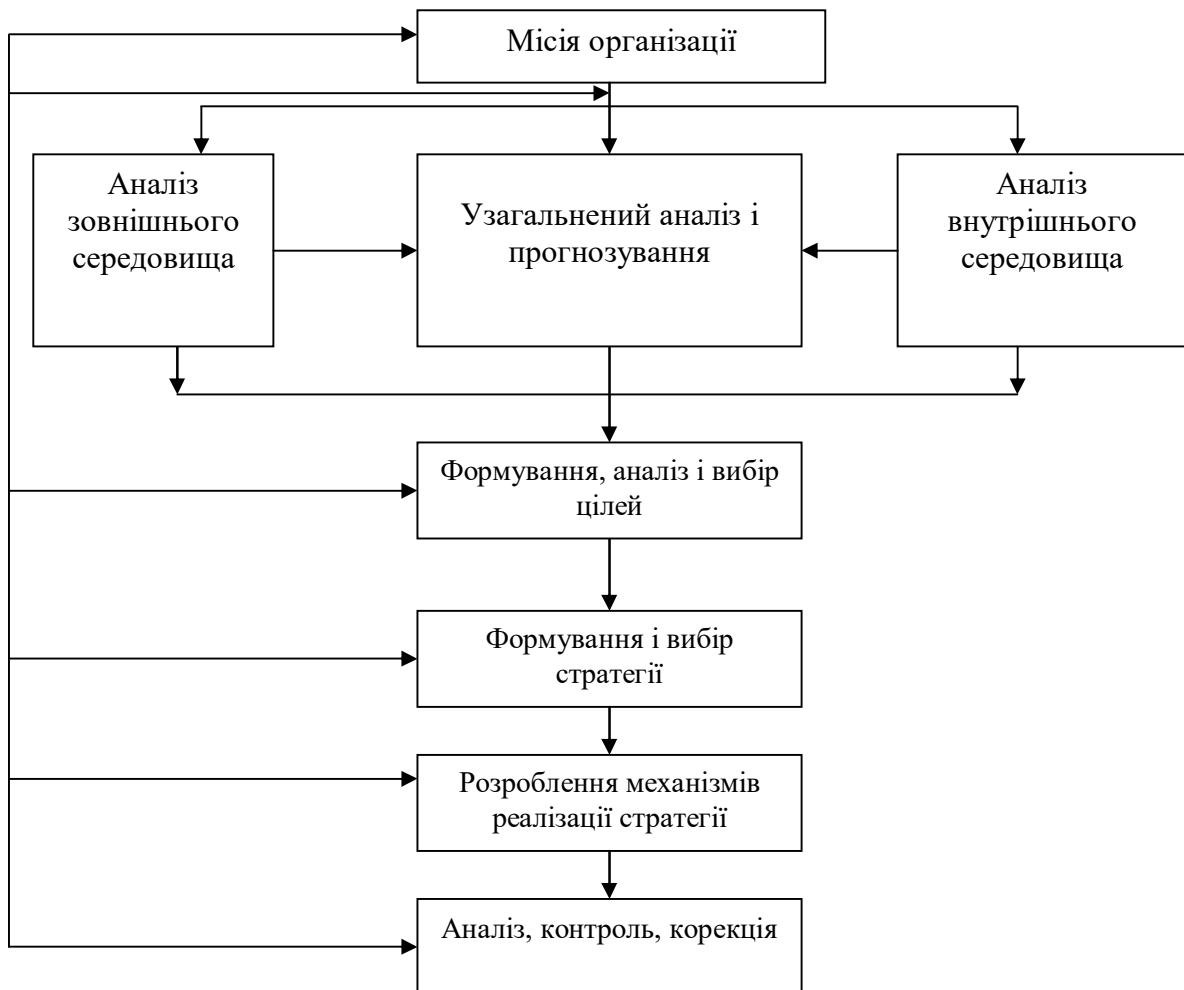 Місія організації
Аналіз
зовнішнього
середовища
Узагальнений аналіз і
прогнозування
Аналіз
внутрішнього
середовища
Формування, аналіз і вибір
цілей
Формування і вибір
стратегії
Розроблення механізмів
реалізації стратегії
Аналіз, контроль, корекція